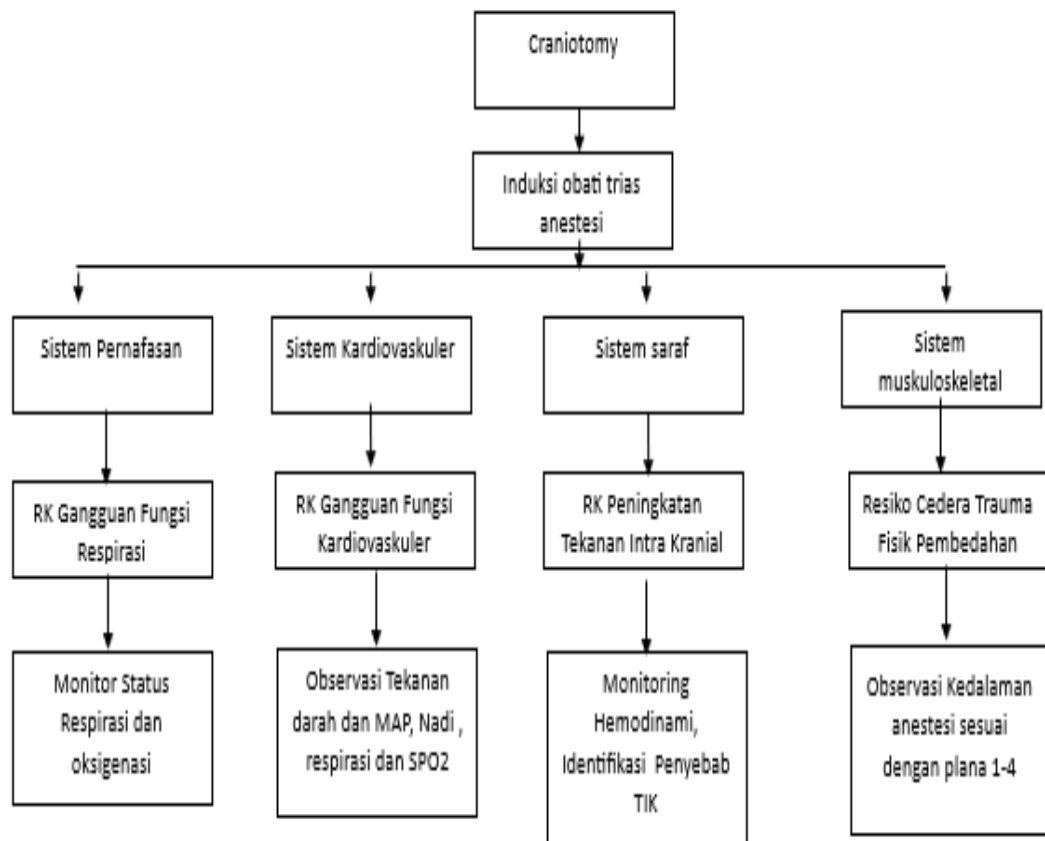 Craniotomy
Induksi obati trias
anestesi
Sistem Pernafasan
Sistem Kardiovaskuler
Sistem saraf
Sistem
muskuloskeletal
RK Gangguan Fungsi
Respirasi
RK Gangguan Fungsi
Kardiovaskuler
RK Peningkatan
Tekanan Intra Kranial
Resiko Cedera Trauma
Fisik Pembedahan
Monitor Status
Respirasi dan
oksigenasi
Observasi Tekanan
darah dan MAP, Nadi ,
respirasi dan SPO2
Monitoring
Hemodinami,
Identifikasi Penyebab
TIK
Observasi Kedalaman
anestesi sesuai
dengan plana 1-4